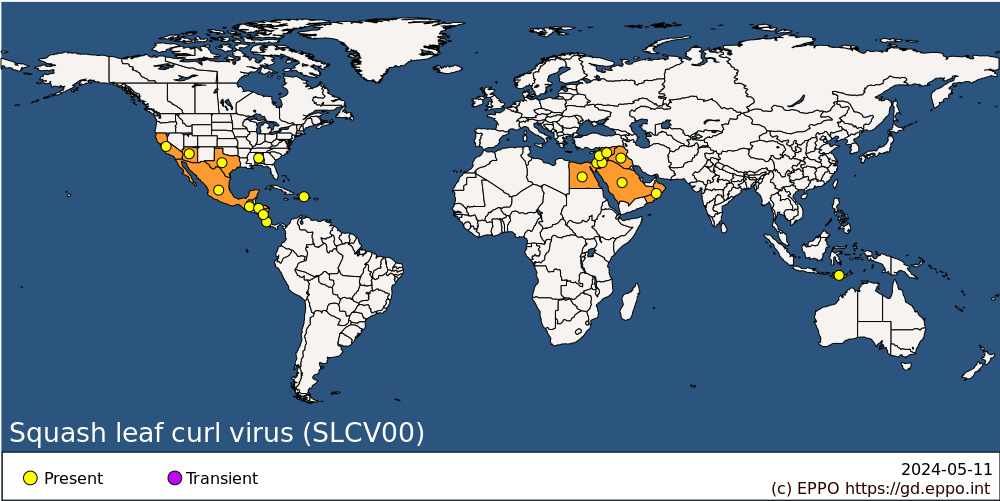 Squash leaf curl virus (SLCV00)
Present
Transient
2024-05-11
(c) EPPO https://gd.eppo.int